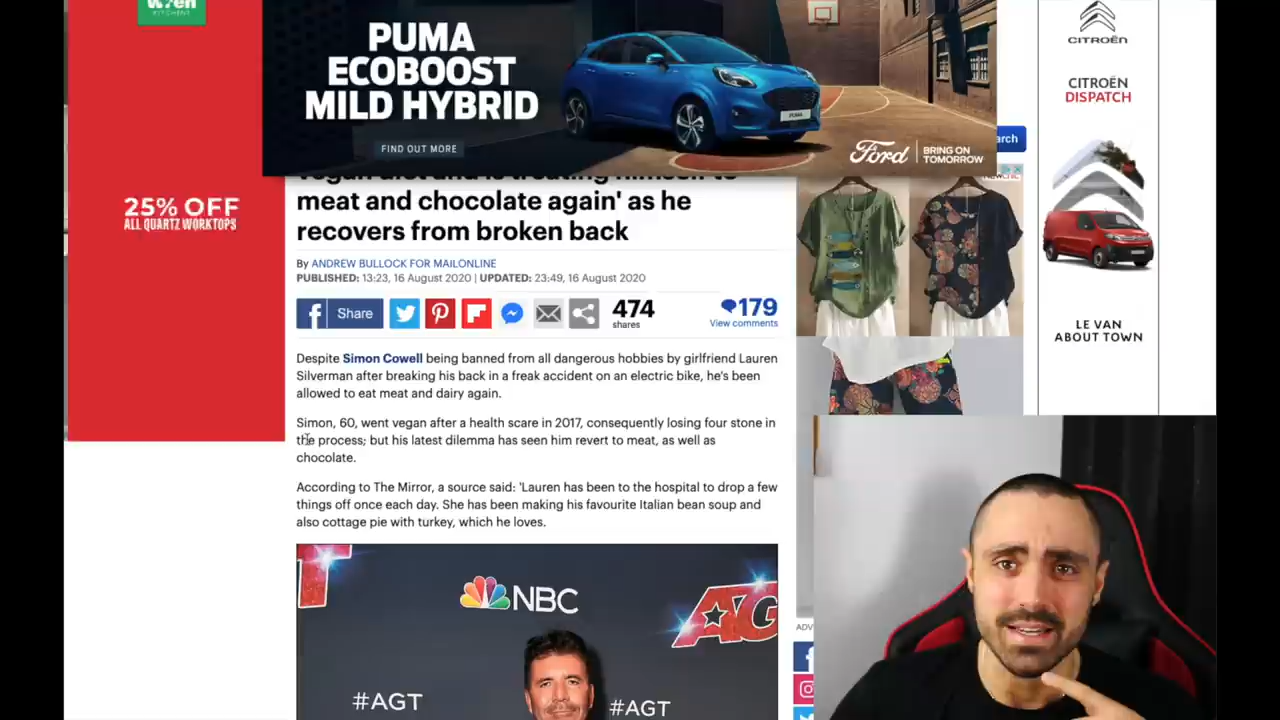 KITCHENS
25% OFF
ALL QUARTZ WORKTOPS
PUMA
ECOBOOST
MILD HYBRID
FIND OUT MORE
PUMA
Ford
BRING ON
TOMORROW
CITROËN
CITROËN
DISPATCH
LE VAN
ABOUT TOWN
arch
meat and chocolate again' as he
recovers from broken back
By ANDREW BULLOCK FOR MAILONLINE
PUBLISHED: 13:23, 16 August 2020 | UPDATED: 23:49, 16 August 2020
Share
474
shares
179
View comments
Despite Simon Cowell being banned from all dangerous hobbies by girlfriend Lauren
Silverman after breaking his back in a freak accident on an electric bike, he's been
allowed to eat meat and dairy again.
Simon, 60, went vegan after a health scare in 2017, consequently losing four stone in
the process; but his latest dilemma has seen him revert to meat, as well as
chocolate.
According to The Mirror, a source said: 'Lauren has been to the hospital to drop a few
things off once each day. She has been making his favourite Italian bean soup and
also cottage pie with turkey, which he loves.
T
NBC
AG
#AGT
#AGT
ADV